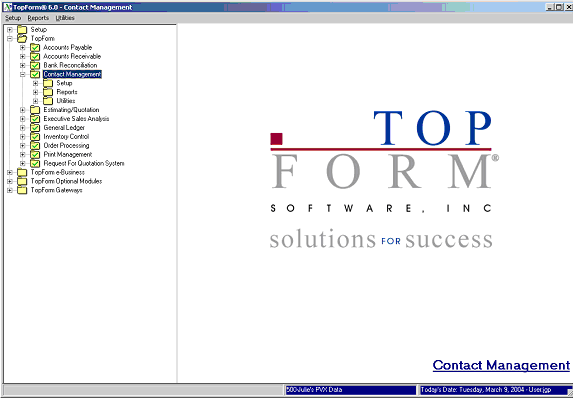 TopForm® 6.0 - Contact Management
Setup Reports Utilities
Setup
TopForm
Accounts Payable
Accounts Receivable
Bank Reconciliation
Contact Management
Setup
Reports
Utilities
Estimating/Quotation
Executive Sales Analysis
General Ledger
Inventory Control
Order Processing
Print Management
Request For Quotation System
TopForm e-Business
TopForm Optional Modules
TopForm Gateways
TOP
FORM®
SOFTWARE, INC
solutions FOR success
Contact Management
500-Julie's PVX Data
Today's Date: Tuesday, March 9, 2004 - User:jgp